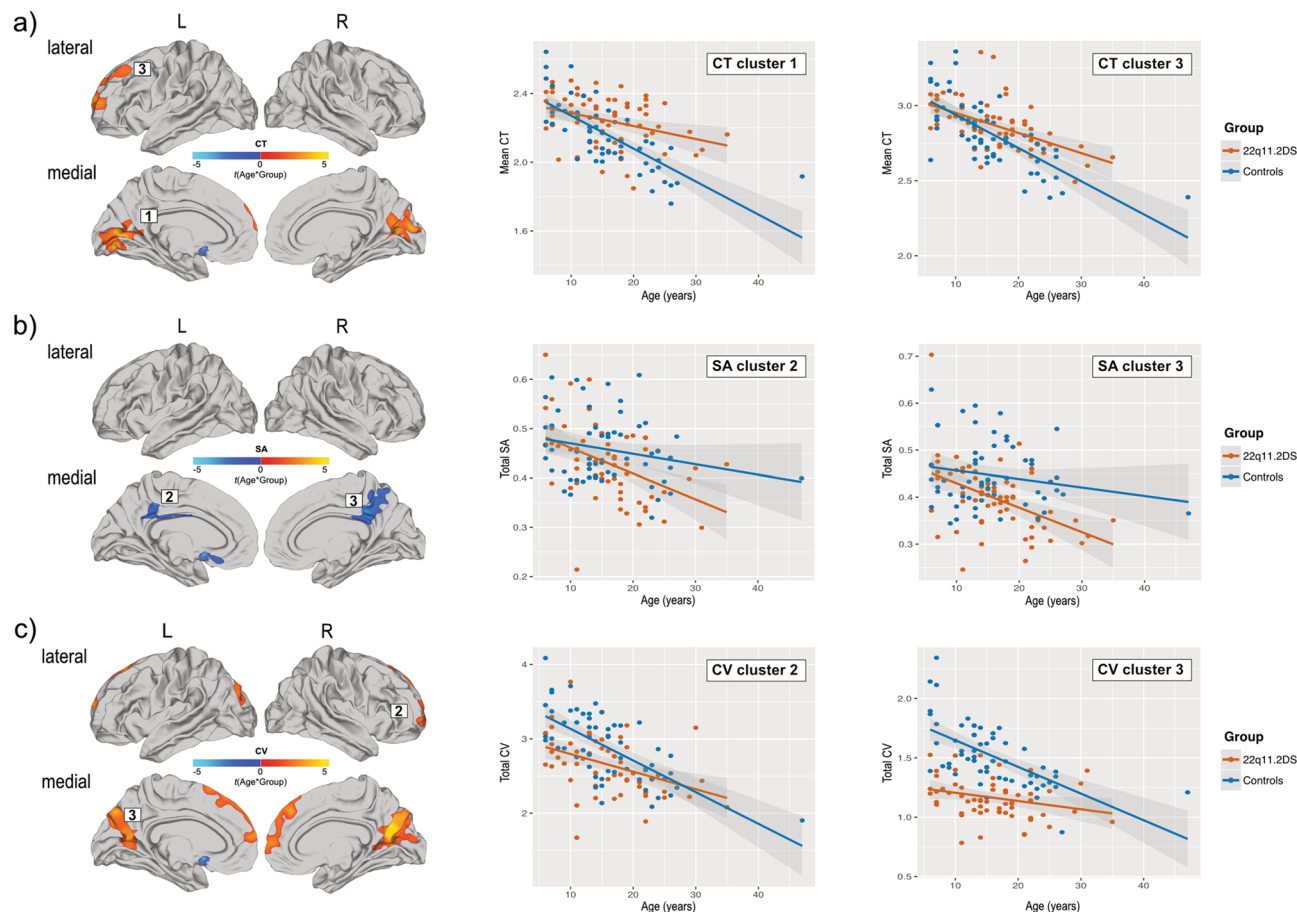 a)
L R
lateral
3
CT
-5 0 5
t(Age*Group)
medial
1
CT cluster 1
Mean CT
2.4
2.0
1.6
10 20 30 40
Age (years)
CT cluster 3
Mean CT
3.0
2.5
2.0
10 20 30 40
Age (years)
Group
22q11.2DS
Controls
b)
L R
lateral
SA
-5 0 5
t(Age*Group)
medial
2
3
SA cluster 2
Total SA
0.6
0.5
0.4
0.3
0.2
10 20 30 40
Age (years)
SA cluster 3
Total SA
0.7
0.6
0.5
0.4
0.3
10 20 30 40
Age (years)
Group
22q11.2DS
Controls
c)
L R
lateral
2
CV
-5 0 5
t(Age*Group)
medial
3
CV cluster 2
Total CV
4
3
2
10 20 30 40
Age (years)
CV cluster 3
Total CV
2.0
1.5
1.0
0.5
10 20 30 40
Age (years)
Group
22q11.2DS
Controls